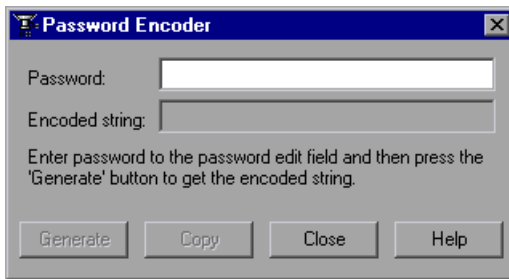 Password Encoder
Password:
Encoded string:
Enter password to the password edit field and then press the
'Generate' button to get the encoded string.
Generate Copy Close Help